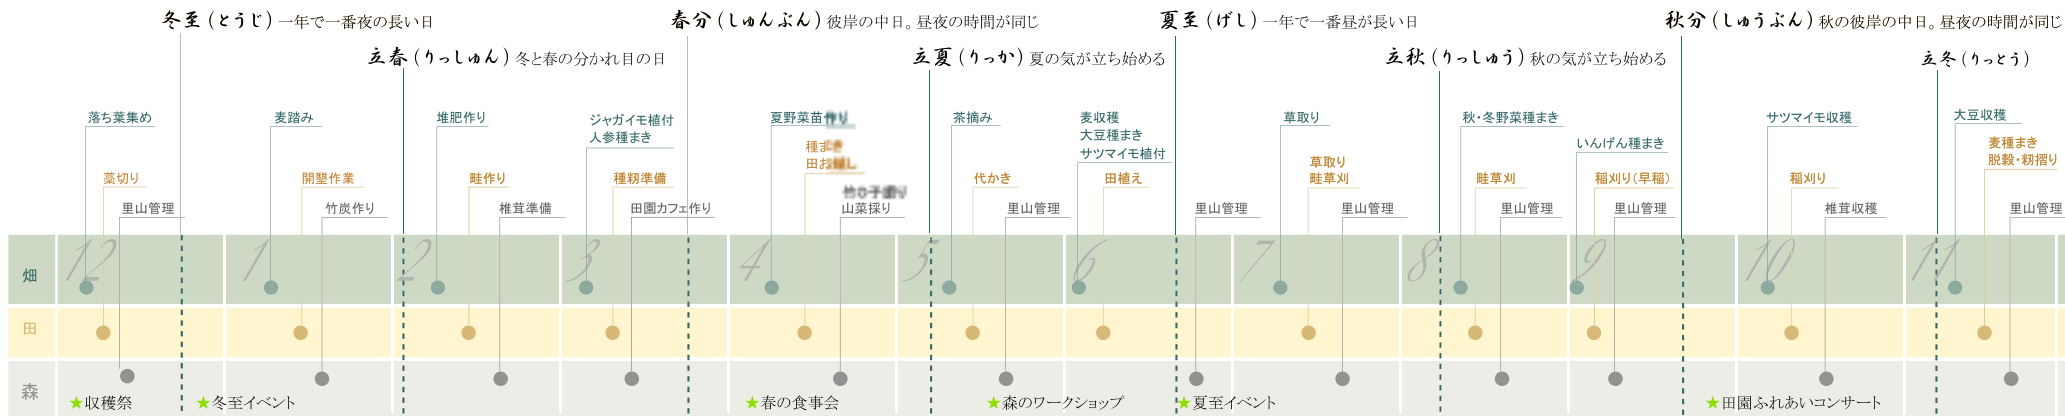 冬至(とうじ)一年で一番夜の長い日
春分(しゅんぶん)彼岸の中日。昼夜の時間が同じ
夏至(げし)一年で一番昼が長い日
秋分(しゅうぶん)秋の彼岸の中日。昼夜の時間が同じ
立春(りっしゅん)冬と春の分かれ目の日
立夏(りっか)夏の気が立ち始める
立秋(りっしゅう)秋の気が立ち始める
立冬(りっとう)
落ち葉集め
麦踏み
堆肥作り
ジャガイモ植付
人参種まき
夏野菜苗作り
茶摘み
麦収穫
大豆種まき
サツマイモ植付
草取り
秋・冬野菜種まき
いんげん種まき
サツマイモ収穫
大豆収穫
藁切り
開墾作業
畦作り
種籾準備
種まき
田お越し
代かき
田植え
草取り
畦草刈
畦草刈
稲刈り(早稲)
稲刈り
麦種まき
脱穀・籾摺り
里山管理
竹炭作り
椎茸準備
田園カフェ作り
山菜採り
里山管理
里山管理
里山管理
里山管理
里山管理
椎茸収穫
里山管理
12
1
2
3
4
5
6
7
8
9
10
11
畑
田
森
★収穫祭
★冬至イベント
★春の食事会
★森のワークショップ
★夏至イベント
★田園ふれあいコンサート